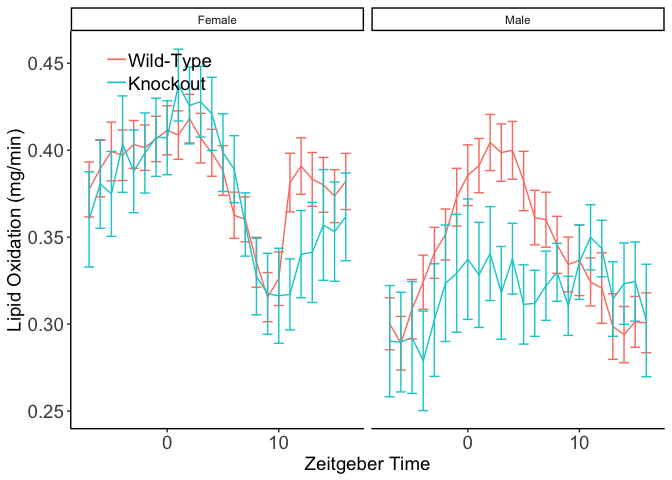 Female
Male
Wild-Type
Knockout
0.45
0.40
0.35
0.30
0.25
Lipid Oxidation (mg/min)
0
10
0
10
Zeitgeber Time